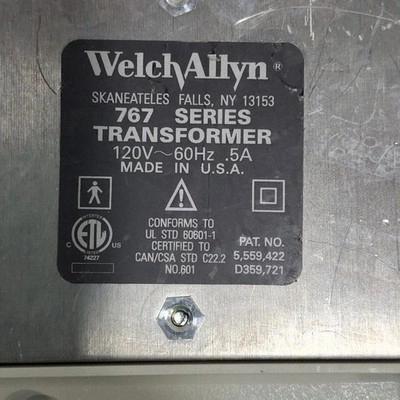 WelchAllyn®
SKANEATELES FALLS, NY 13153
767 SERIES
TRANSFORMER
120V~60Hz .5A
MADE IN U.S.A.
INTERTEK
C ETL US
LISTED
74227
CONFORMS TO
UL STD 60601-1
CERTIFIED TO
CAN/CSA STD C22.2
NO.601
PAT. NO.
5,559,422
D359,721